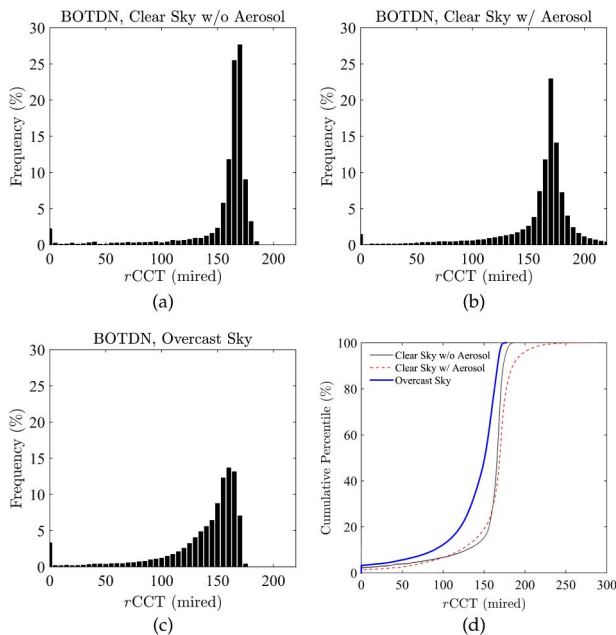 BOTDN, Clear Sky w/o Aerosol
30
25
20
15
10
5
0
Frequency (%)
0 50 100 150 200
rCCT (mired)
(a)
BOTDN, Clear Sky w/ Aerosol
30
25
20
15
10
5
0
Frequency (%)
0 50 100 150 200
rCCT (mired)
(b)
BOTDN, Overcast Sky
30
25
20
15
10
5
0
Frequency (%)
0 50 100 150 200
rCCT (mired)
(c)
100
80
60
40
20
0
Cumulative Percentile (%)
Clear Sky w/o Aerosol
Clear Sky w/ Aerosol
Overcast Sky
0 50 100 150 200 250 300
rCCT (mired)
(d)